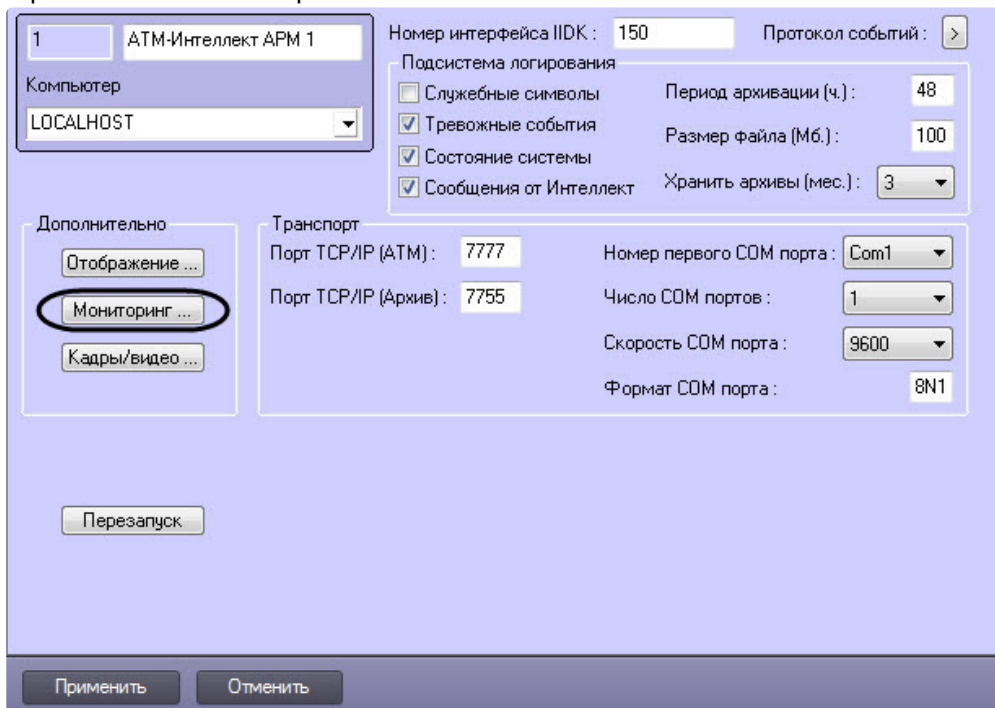 1
АТМ-Интеллект АРМ 1
Компьютер
LOCALHOST
Номер интерфейса IIDK : 150
Протокол событий : >
Подсистема логирования
Служебные символы
Тревожные события
Состояние системы
Сообщения от Интеллект
Период архивации (ч.) : 48
Размер файла (Мб.) : 100
Хранить архивы (мес.) : 3
Дополнительно
Отображение ...
Мониторинг ...
Кадры/видео ...
Транспорт
Порт TCP/IP (АТМ) : 7777
Порт TCP/IP (Архив) : 7755
Номер первого COM порта : Com1
Число COM портов : 1
Скорость COM порта : 9600
Формат COM порта : 8N1
Перезапуск
Применить
Отменить